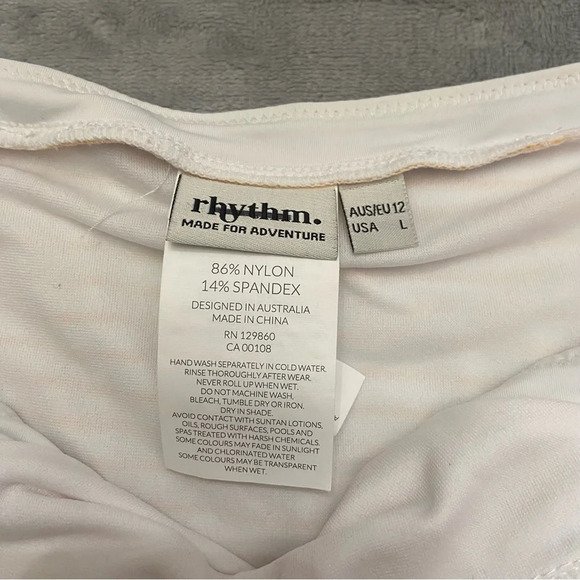 rhythm.
MADE FOR ADVENTURE
AUS/EU 12
USA L
86% NYLON
14% SPANDEX
DESIGNED IN AUSTRALIA
MADE IN CHINA
RN 129860
CA 00108
HAND WASH SEPARATELY IN COLD WATER.
RINSE THOROUGHLY AFTER WEAR.
NEVER ROLL UP WHEN WET.
DO NOT MACHINE WASH.
BLEACH, TUMBLE DRY OR IRON.
DRY IN SHADE.
AVOID CONTACT WITH SUNTAN LOTIONS,
OILS, ROUGH SURFACES, POOLS AND
SPAS TREATED WITH HARSH CHEMICALS.
SOME COLOURS MAY FADE IN SUNLIGHT
AND CHLORINATED WATER
SOME COLOURS MAY BE TRANSPARENT
WHEN WET.